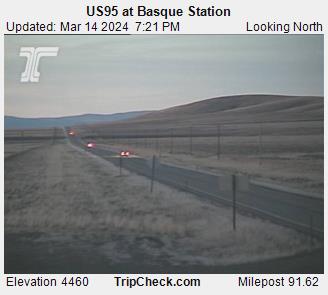 US95 at Basque Station
Updated: Mar 14 2024  7:21 PM Looking North
Elevation 4460 TripCheck.com Milepost 91.62